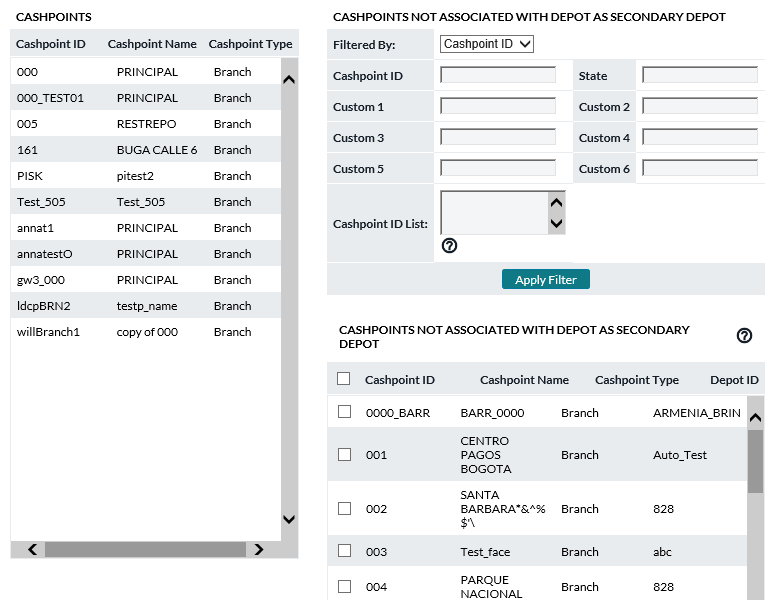 CASHPOINTS
Cashpoint ID Cashpoint Name Cashpoint Type
000 PRINCIPAL Branch
000_TEST01 PRINCIPAL Branch
005 RESTREPO Branch
161 BUGA CALLE 6 Branch
PISK pitest2 Branch
Test_505 Test_505 Branch
annat1 PRINCIPAL Branch
annatestO PRINCIPAL Branch
gw3_000 PRINCIPAL Branch
ldcpBRN2 testp_name Branch
willBranch1 copy of 000 Branch
CASHPOINTS NOT ASSOCIATED WITH DEPOT AS SECONDARY DEPOT
Filtered By: Cashpoint ID
Cashpoint ID State
Custom 1 Custom 2
Custom 3 Custom 4
Custom 5 Custom 6
Cashpoint ID List:
?
Apply Filter
CASHPOINTS NOT ASSOCIATED WITH DEPOT AS SECONDARY
DEPOT
?
Cashpoint ID Cashpoint Name Cashpoint Type Depot ID
0000_BARR BARR_0000 Branch ARMENIA_BRIN
CENTRO
001 PAGOS Branch Auto_Test
BOGOTA
SANTA
002 BARBARA*&^% Branch 828
$'\
003 Test_face Branch abc
PARQUE
004 Branch 828
NACIONAL